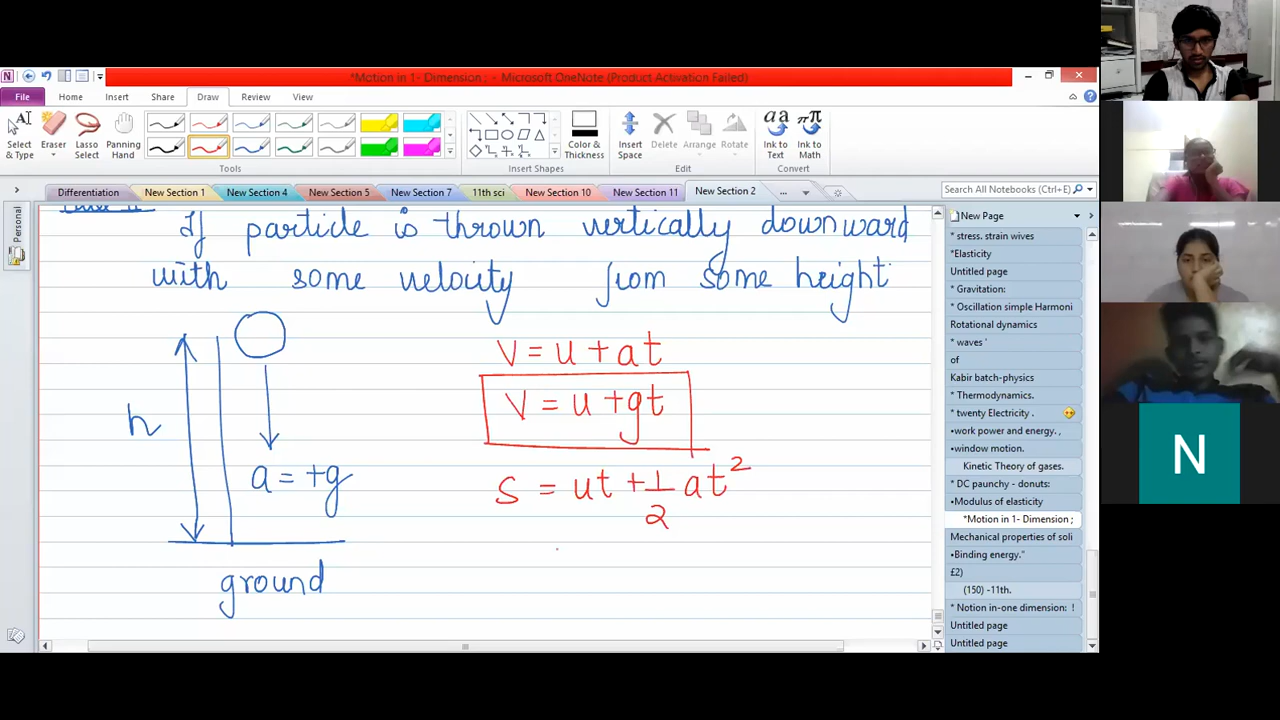 *Motion in 1- Dimension ; - Microsoft OneNote (Product Activation Failed)
File Home Insert Share Draw Review View
Select & Type
Eraser
Lasso Select
Panning Hand
Color & Thickness
Insert Space
Delete
Arrange
Rotate
Ink to Text
Ink to Math
Tools
Insert Shapes
Edit
Convert
Differentiation New Section 1 New Section 4 New Section 5 New Section 7 11th sci New Section 10 New Section 11 New Section 2 ...
Search All Notebooks (Ctrl+E)
Personal
If particle is thrown vertically downward
with some velocity from some height
h
a = +g
ground
V = u + at
V = u + gt
S = ut + 1/2 at²
New Page
* stress. strain wives
*Elasticity
Untitled page
* Gravitation:
* Oscillation simple Harmoni
Rotational dynamics
* waves '
of
Kabir batch-physics
* Thermodynamics.
* twenty Electricity .
•work power and energy. ,
•window motion.
Kinetic Theory of gases.
* DC paunchy - donuts:
•Modulus of elasticity
*Motion in 1- Dimension ;
Mechanical properties of soli
•Binding energy."
£2)
(150) -11th.
* Notion in-one dimension: !
Untitled page
Untitled page
N